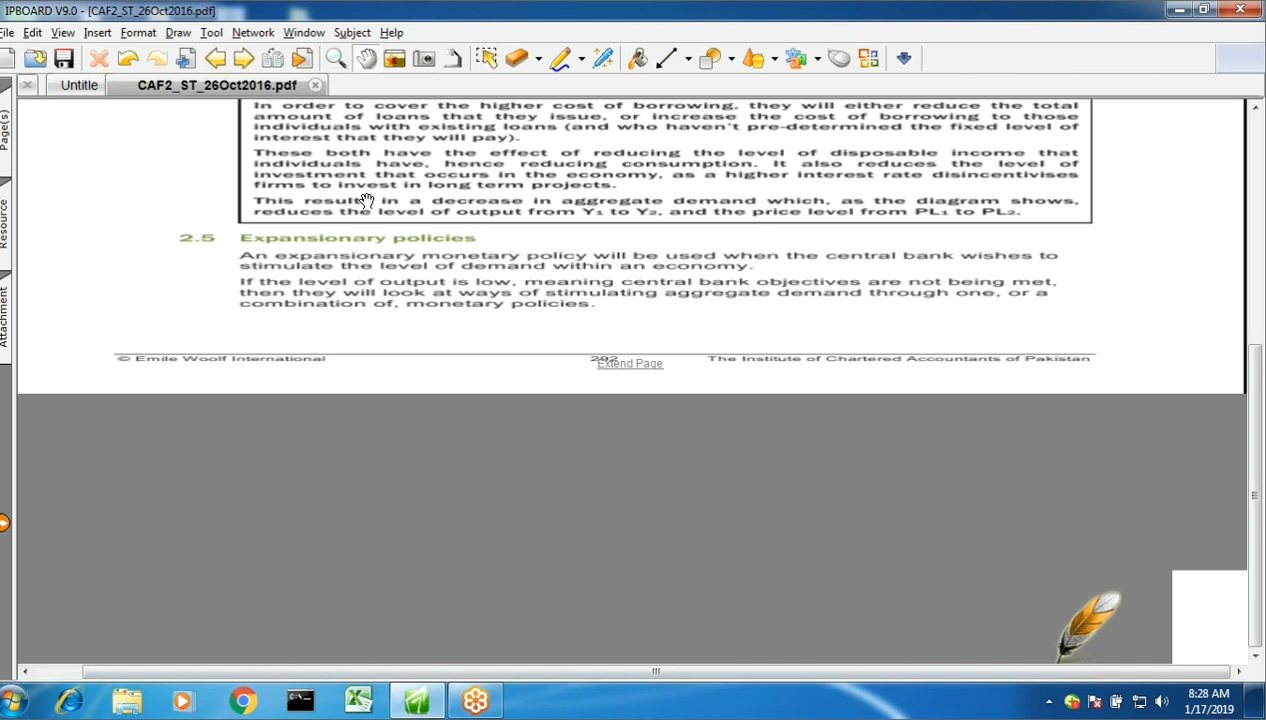 IPBOARD V9.0 - [CAF2_ST_26Oct2016.pdf]
File Edit View Insert Format Draw Tool Network Window Subject Help
Untitle CAF2_ST_26Oct2016.pdf
Page(s)
Resource
Attachment
In order to cover the higher cost of borrowing, they will either reduce the total
amount of loans that they issue, or increase the cost of borrowing to those
individuals with existing loans (and who haven't pre-determined the fixed level of
interest that they will pay).
These both have the effect of reducing the level of disposable income that
individuals have, hence reducing consumption. It also reduces the level of
investment that occurs in the economy, as a higher interest rate disincentivises
firms to invest in long term projects.
This results in a decrease in aggregate demand which, as the diagram shows,
reduces the level of output from Y1 to Y2, and the price level from PL1 to PL2.
2.5 Expansionary policies
An expansionary monetary policy will be used when the central bank wishes to
stimulate the level of demand within an economy.
If the level of output is low, meaning central bank objectives are not being met,
then they will look at ways of stimulating aggregate demand through one, or a
combination of, monetary policies.
© Emile Woolf International 292 The Institute of Chartered Accountants of Pakistan
Extend Page
8:28 AM
1/17/2019